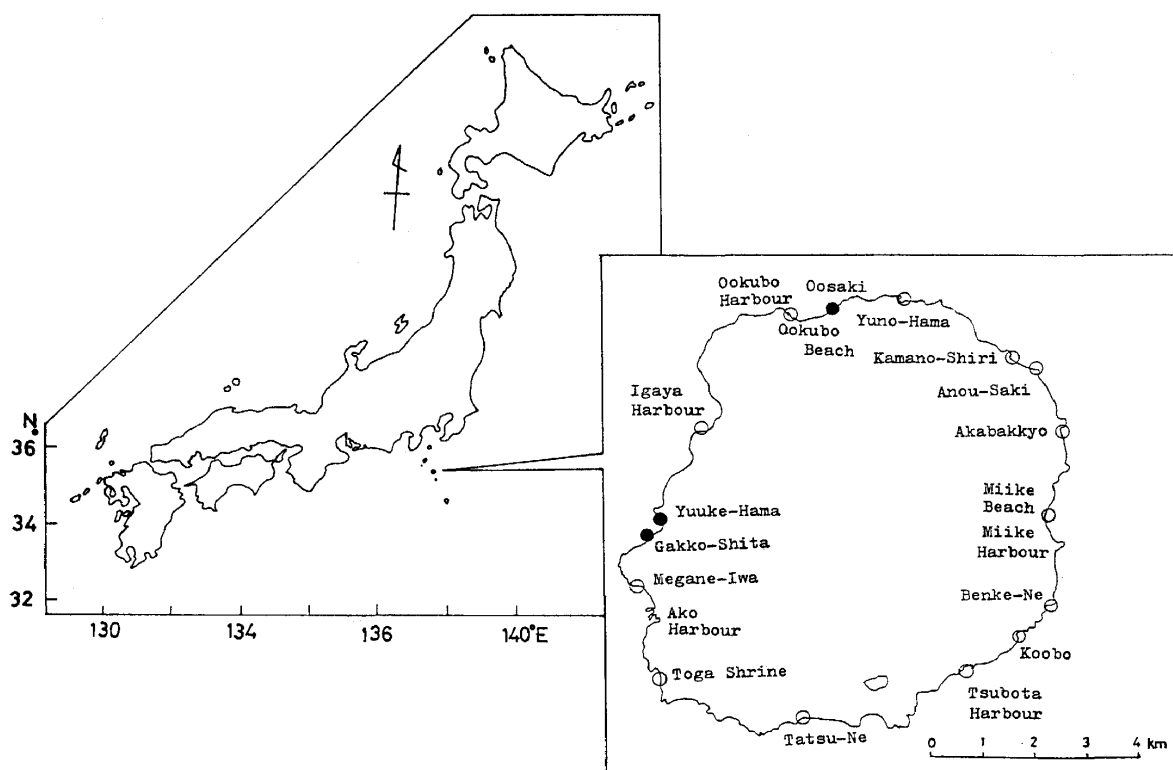 N
36
34
32
130
134
136
140°E
Ookubo
Harbour
Oosaki
Ookubo
Beach
Yuno-Hama
Kamano-Shiri
Anou-Saki
Igaya
Harbour
Akabakkyo
Miike
Beach
Miike
Harbour
Yuuke-Hama
Gakko-Shita
Megane-Iwa
Ako
Harbour
Benke-Ne
Koobo
Toga Shrine
Tsubota
Harbour
Tatsu-Ne
0 1 2 3 4 km